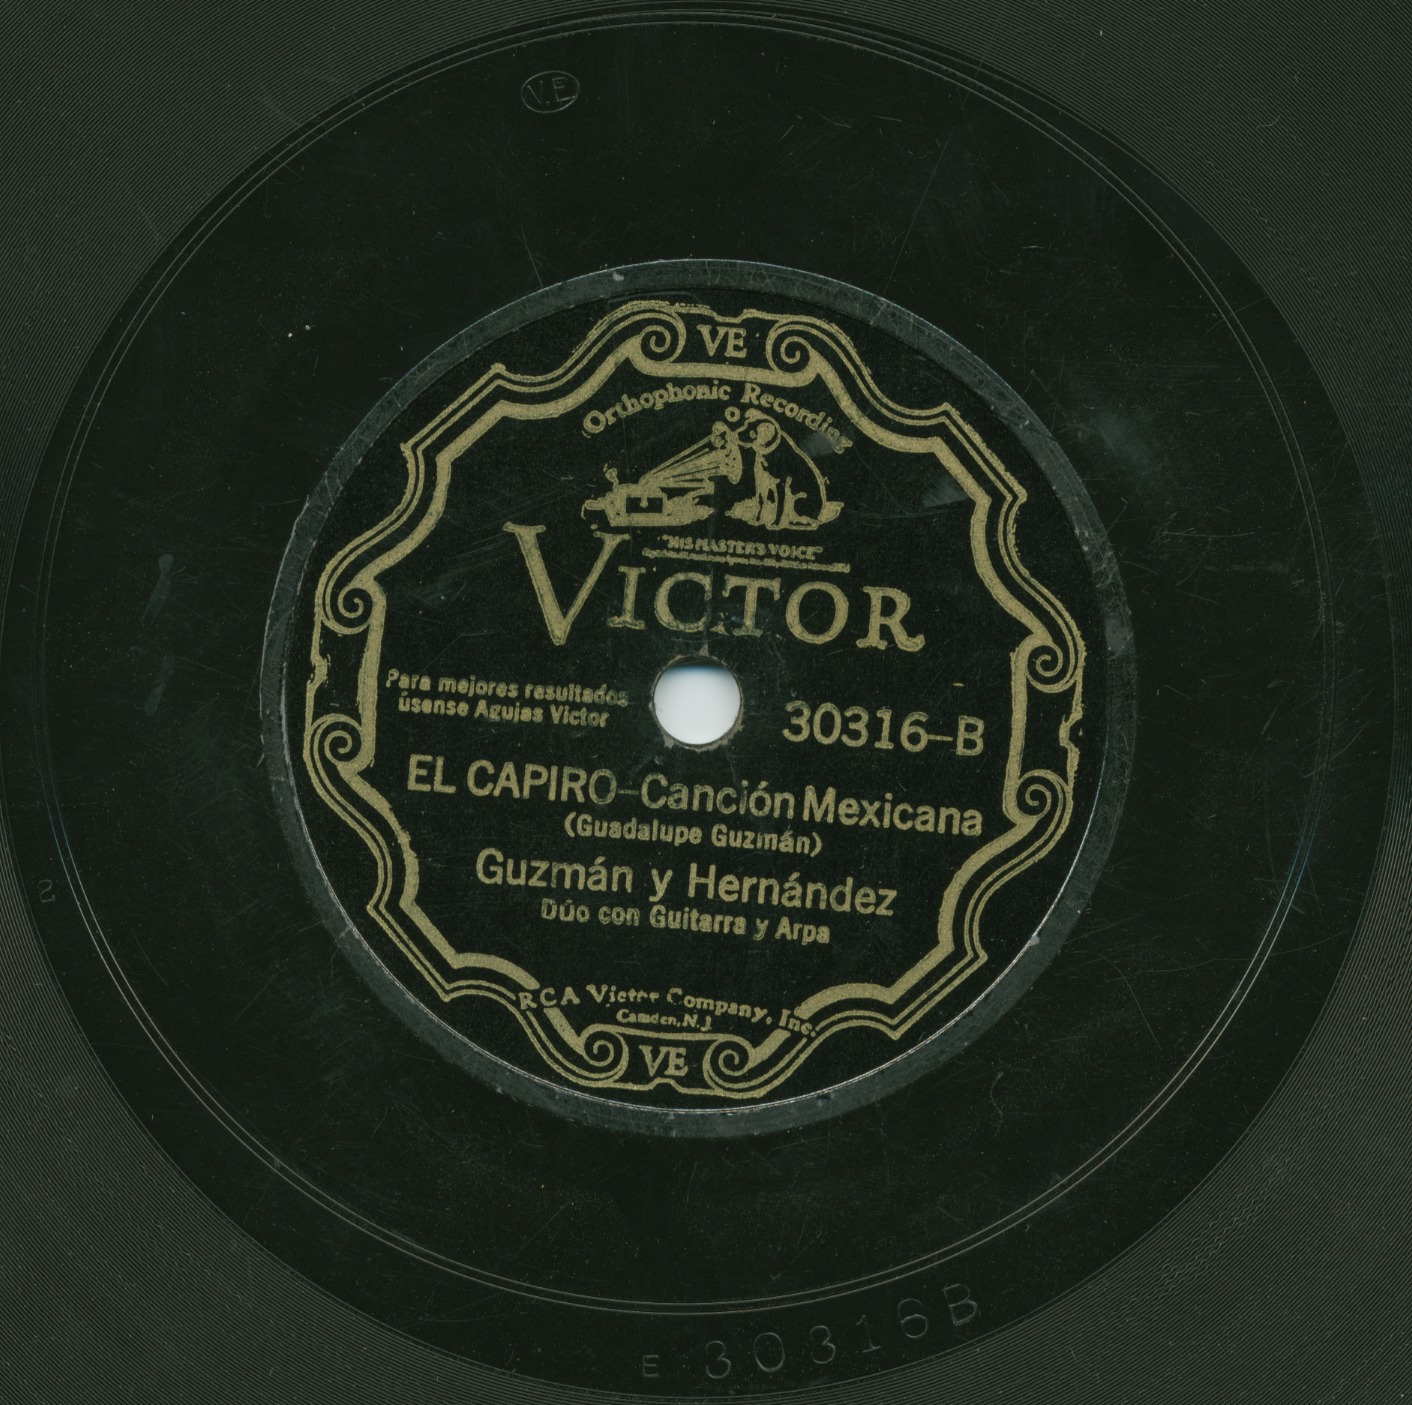 V.E
VE
Orthophonic Recording
"HIS MASTER'S VOICE"
VICTOR
Para mejores resultados
úsense Agujas Victor
30316-B
EL CAPIRO-Canción Mexicana
(Guadalupe Guzmán)
Guzmán y Hernández
Dúo con Guitarra y Arpa
RCA Victor Company, Inc.
Camden, N.J.
VE
2
E 30316B